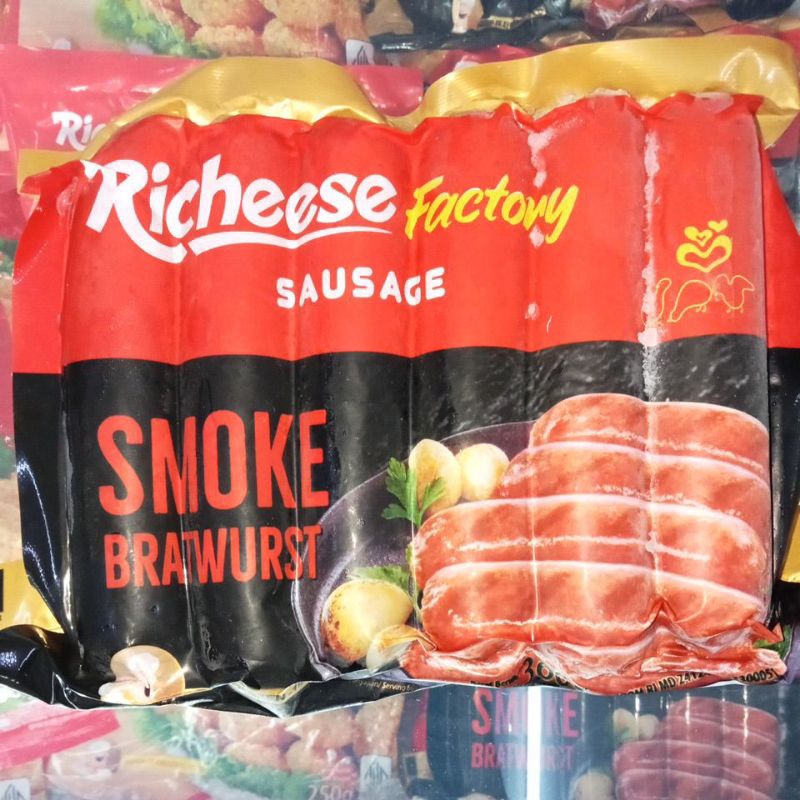 Richeese Factory
SAUSAGE
SMOKE
BRATWURST
SMOKE
BRATWURST
250g